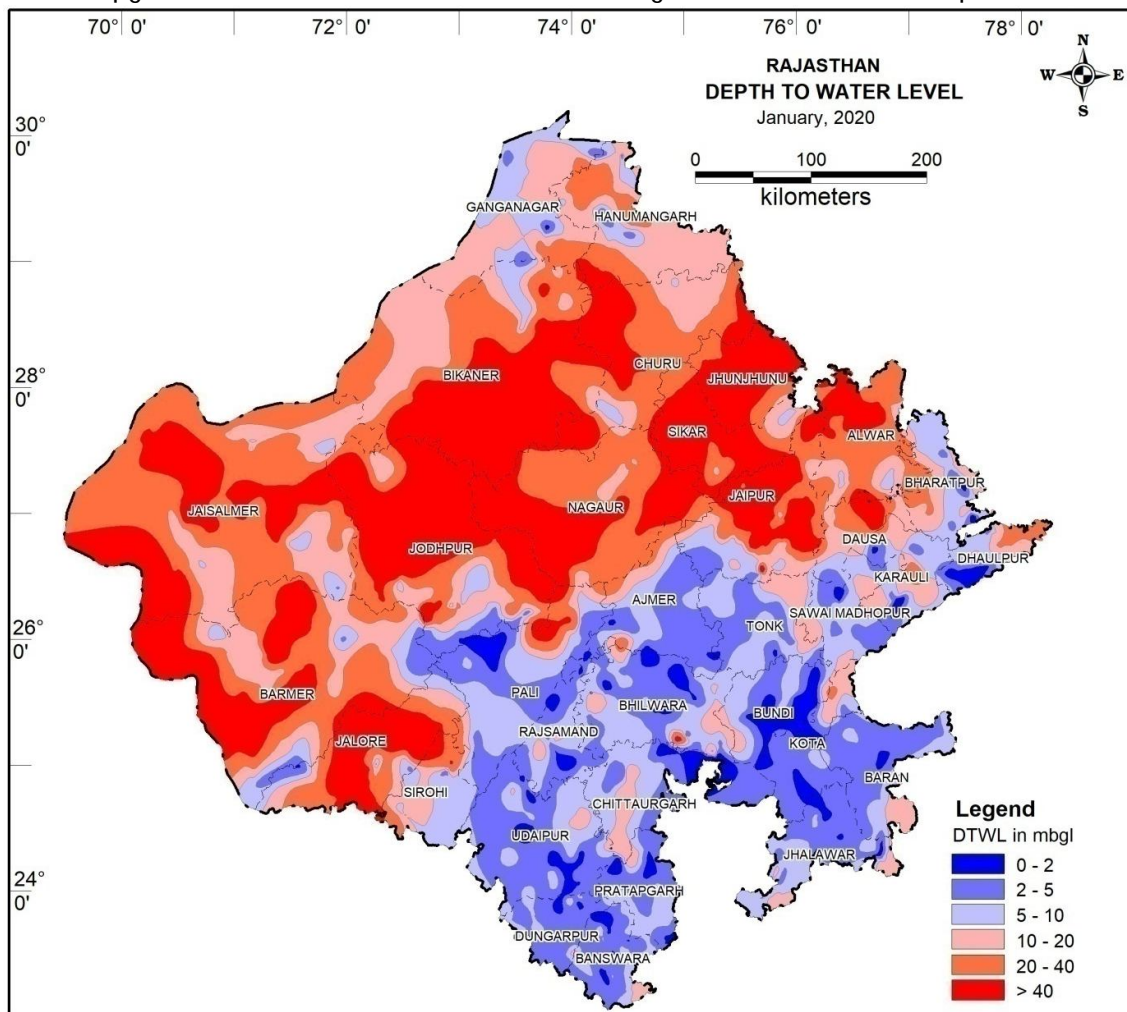 70° 0' 72° 0' 74° 0' 76° 0' 78° 0'
N
W E
S
RAJASTHAN
DEPTH TO WATER LEVEL
January, 2020
0 100 200
kilometers
30°
0'
GANGANAGAR
HANUMANGARH
28°
0'
BIKANER
CHURU
JHUNJHUNU
SIKAR
ALWAR
BHARATPUR
JAISALMER
NAGAUR
JAIPUR
JODHPUR
DAUSA
DHAULPUR
KARAULI
AJMER
SAWAI MADHOPUR
TONK
26°
0'
BARMER
PALI
BHILWARA
BUNDI
RAJSAMAND
JALORE
KOTA
BARAN
SIROHI
CHITTAURGARH
UDAIPUR
JHALAWAR
24°
0'
PRATAPGARH
DUNGARPUR
BANSWARA
Legend
DTWL in mbgl
0 - 2
2 - 5
5 - 10
10 - 20
20 - 40
> 40